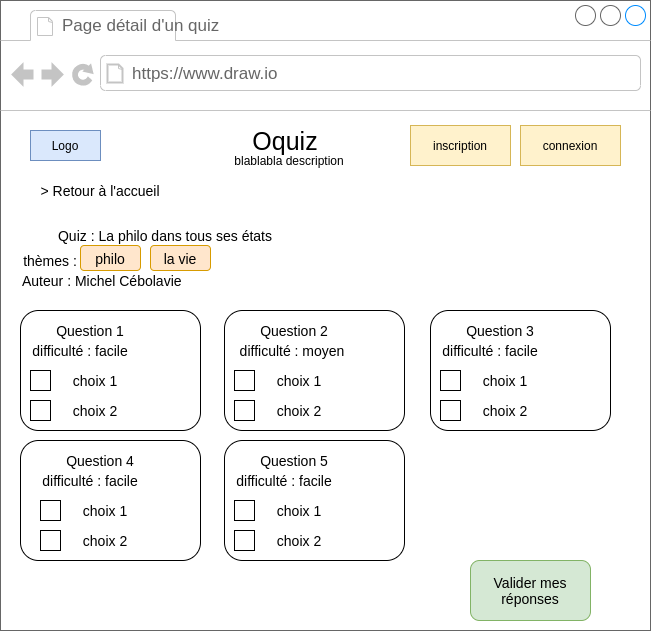 Page détail d'un quiz
https://www.draw.io
Logo
Oquiz
blablabla description
inscription
connexion
> Retour à l'accueil
Quiz : La philo dans tous ses états
thèmes : philo la vie
Auteur : Michel Cébolavie
Question 1
difficulté : facile
choix 1
choix 2
Question 2
difficulté : moyen
choix 1
choix 2
Question 3
difficulté : facile
choix 1
choix 2
Question 4
difficulté : facile
choix 1
choix 2
Question 5
difficulté : facile
choix 1
choix 2
Valider mes
réponses